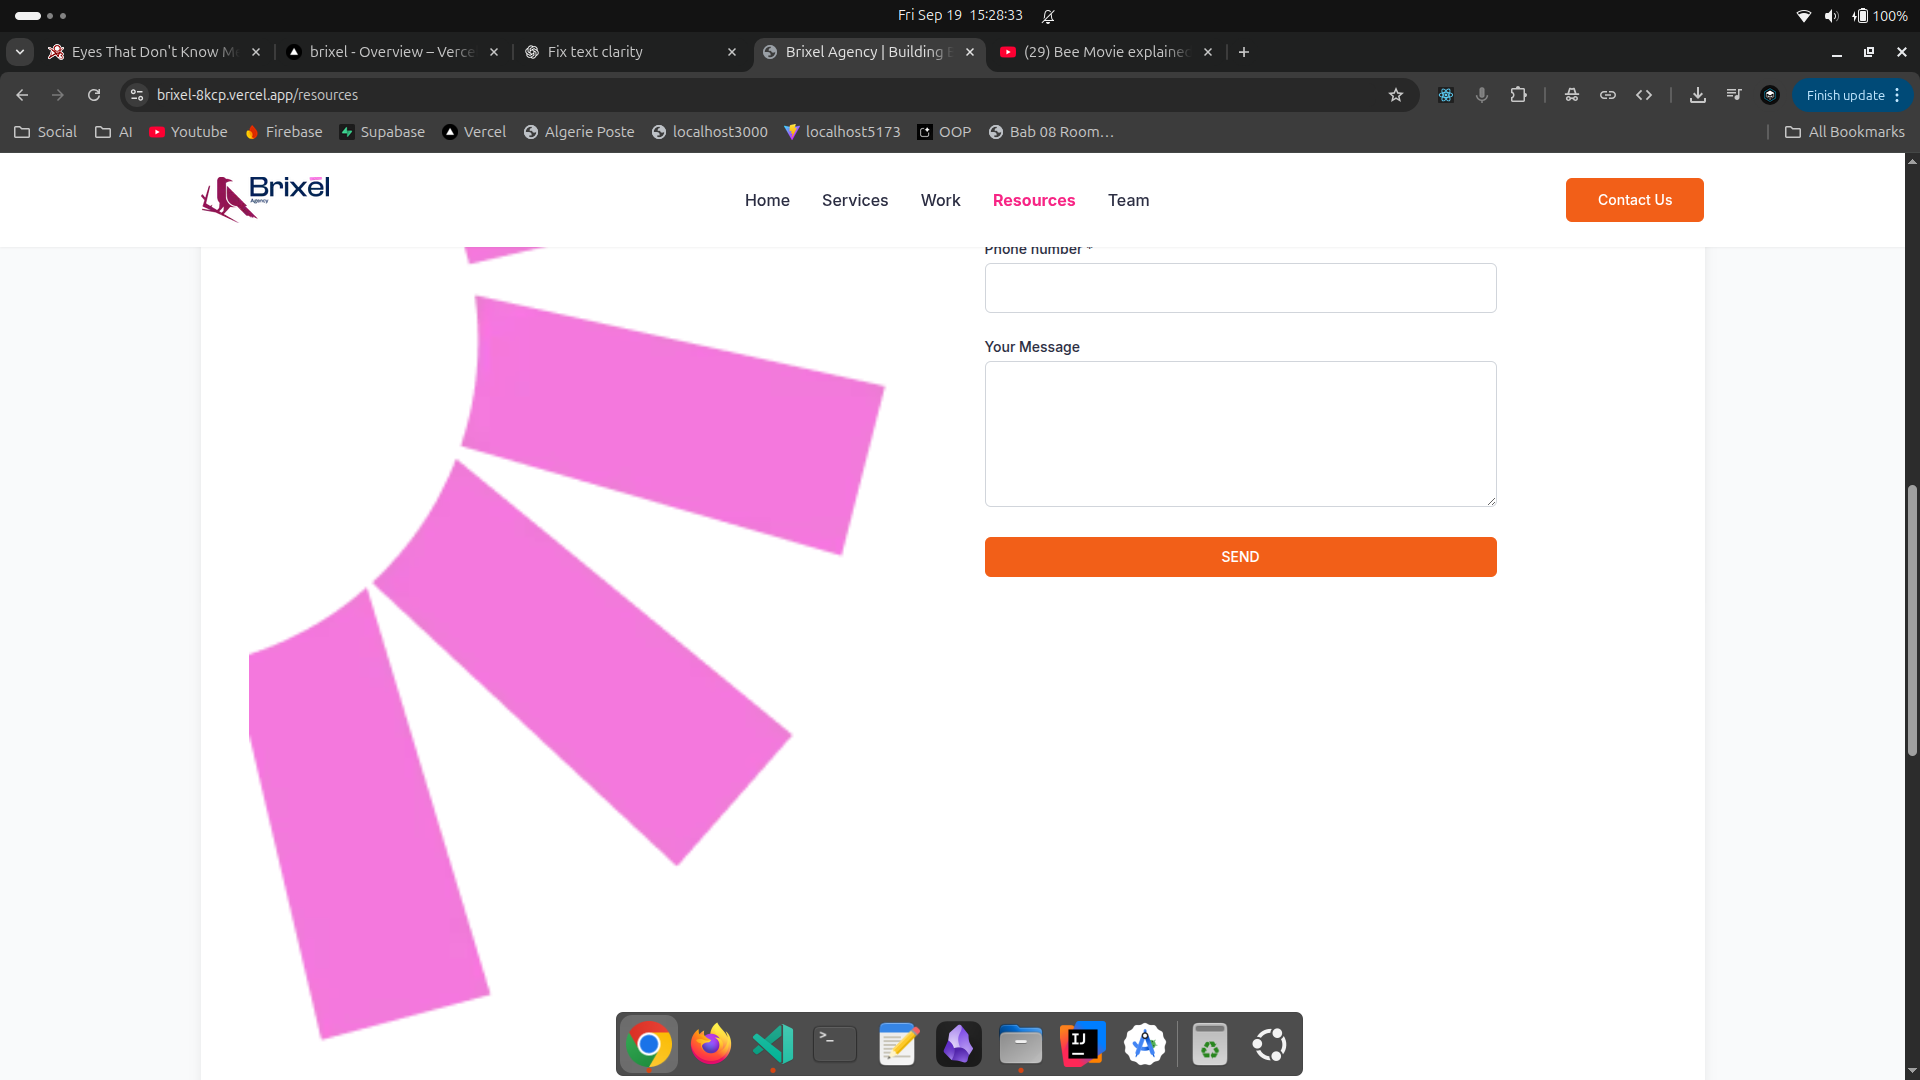 Fri Sep 19 15:28:33
100%
Eyes That Don't Know M
brixel - Overview – Verce
Fix text clarity
Brixel Agency | Building
(29) Bee Movie explained
brixel-8kcp.vercel.app/resources
Finish update
Social
AI
Youtube
Firebase
Supabase
Vercel
Algerie Poste
localhost3000
localhost5173
OOP
Bab 08 Room…
All Bookmarks
Brixel
Agency
Home
Services
Work
Resources
Team
Contact Us
Phone number *
Your Message
SEND
>_
IJ